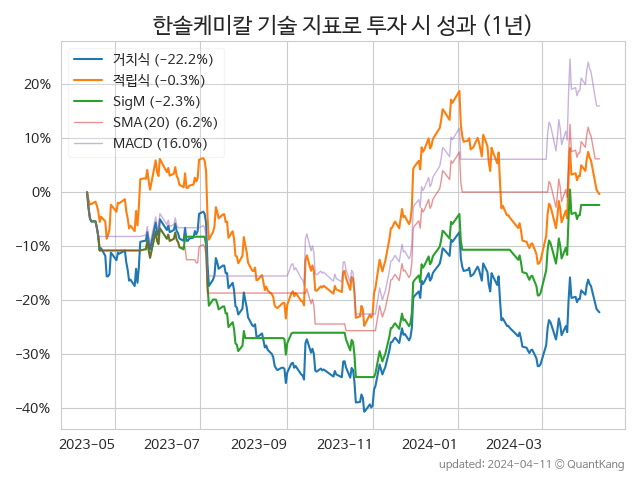 한솔케미칼 기술 지표로 투자 시 성과 (1년)
거치식 (−22.2%)
적립식 (−0.3%)
SigM (−2.3%)
SMA(20) (6.2%)
MACD (16.0%)
20%
10%
0%
−10%
−20%
−30%
−40%
2023-05 2023-07 2023-09 2023-11 2024-01 2024-03
updated: 2024-04-11 © QuantKang